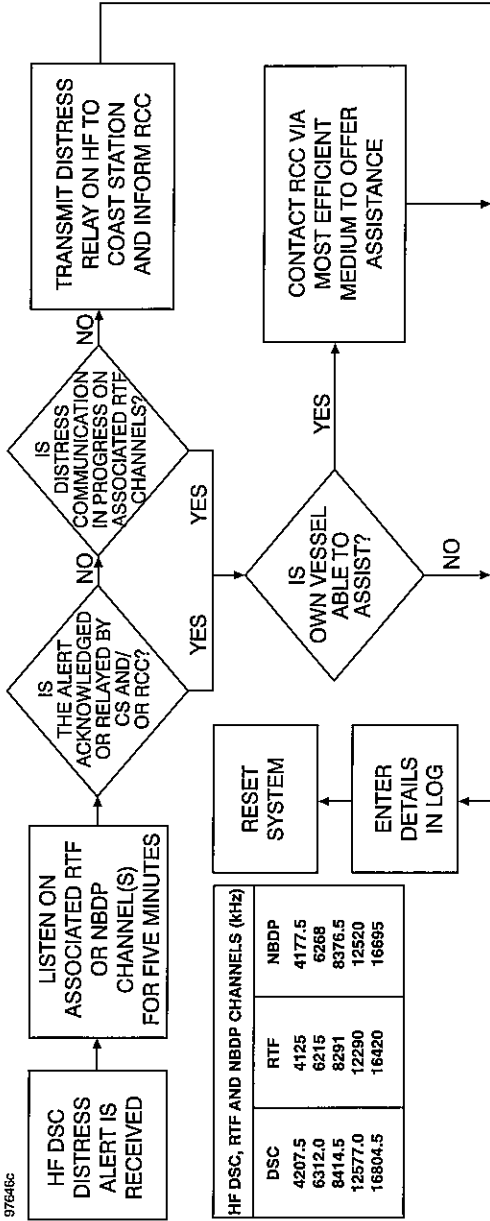 97646c
HF DSC
DISTRESS
ALERT IS
RECEIVED
LISTEN ON
ASSOCIATED RTF
OR NBDP
CHANNEL(S)
FOR FIVE MINUTES
IS
THE ALERT
ACKNOWLEDGED
OR RELAYED BY
CS AND/
OR RCC?
NO
YES
IS
DISTRESS
COMMUNICATION
IN PROGRESS ON
ASSOCIATED RTF
CHANNELS?
NO
YES
TRANSMIT DISTRESS
RELAY ON HF TO
COAST STATION
AND INFORM RCC
IS
OWN VESSEL
ABLE TO
ASSIST?
YES
NO
CONTACT RCC VIA
MOST EFFICIENT
MEDIUM TO OFFER
ASSISTANCE
RESET
SYSTEM
ENTER
DETAILS
IN LOG
HF DSC, RTF AND NBDP CHANNELS (kHz)
DSC RTF NBDP
4207.5 4125 4177.5
6312.0 6215 6268
8414.5 8291 8376.5
12577.0 12290 12520
16804.5 16420 16695